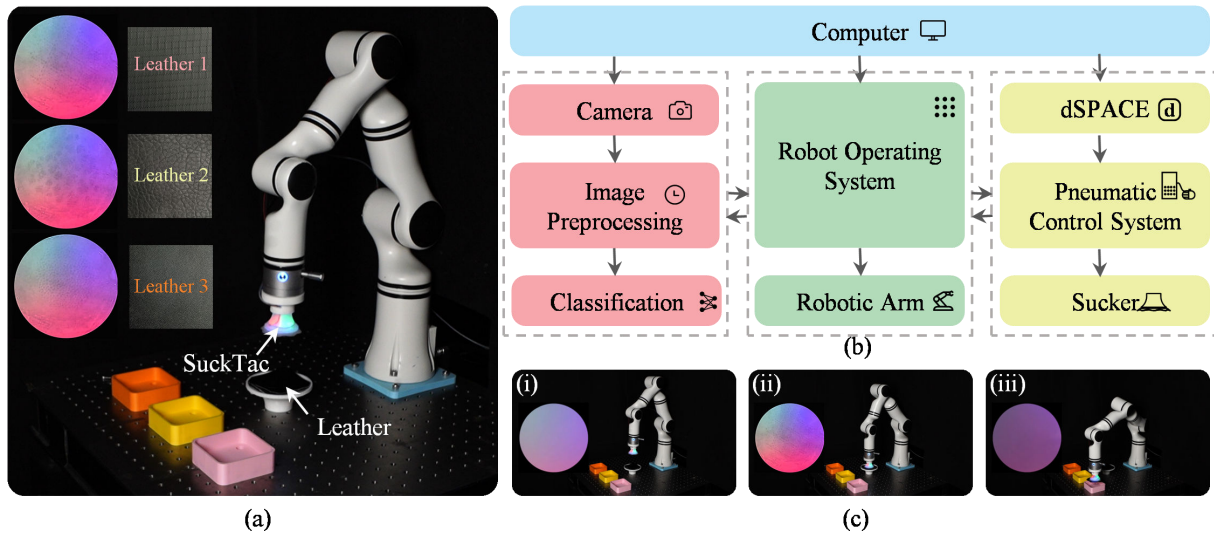 Leather 1
Leather 2
Leather 3
SuckTac
Leather
(a)
Computer
Camera
Image
Preprocessing
Classification
Robot Operating
System
Robotic Arm
dSPACE d
Pneumatic
Control System
Sucker
(b)
(i)
(ii)
(iii)
(c)